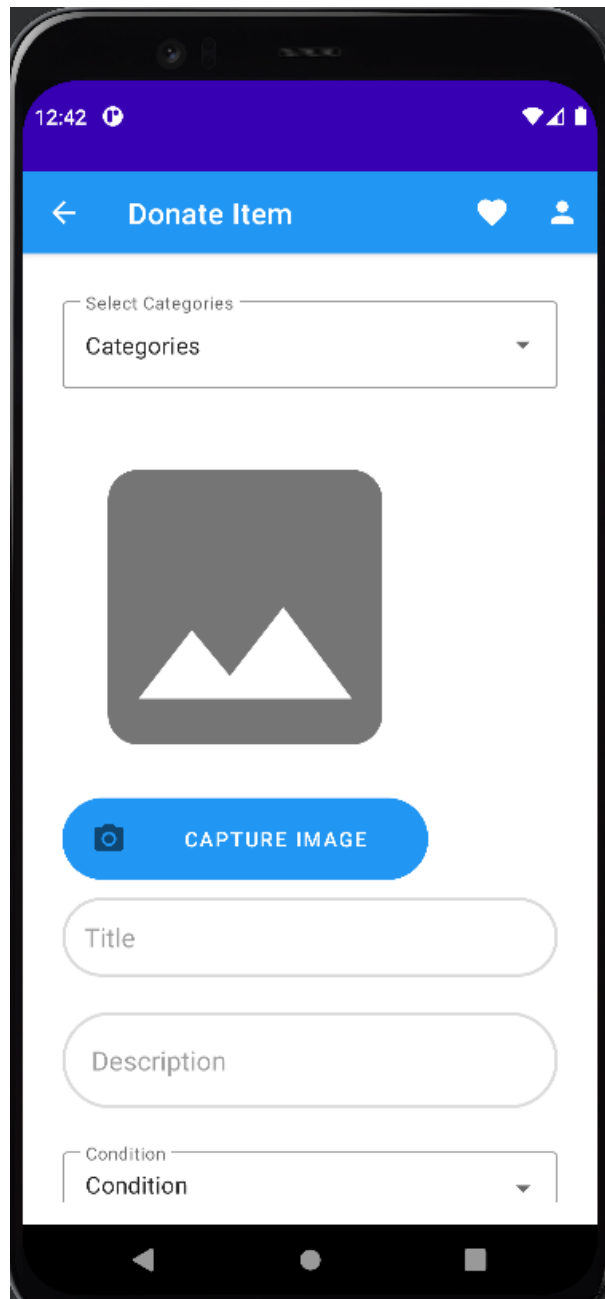 12:42
Donate Item
Select Categories
Categories
CAPTURE IMAGE
Title
Description
Condition
Condition